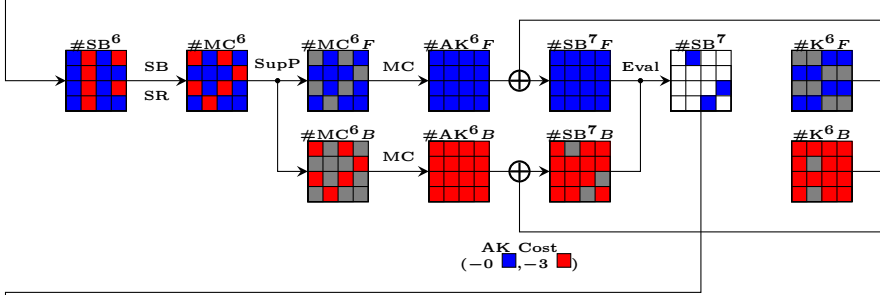 #SB⁶ #MC⁶ #MC⁶F #AK⁶F #SB⁷F #SB⁷ #K⁶F
SB SupP MC Eval
SR
#MC⁶B #AK⁶B #SB⁷B #K⁶B
MC
AK Cost
(−0 ,−3 )